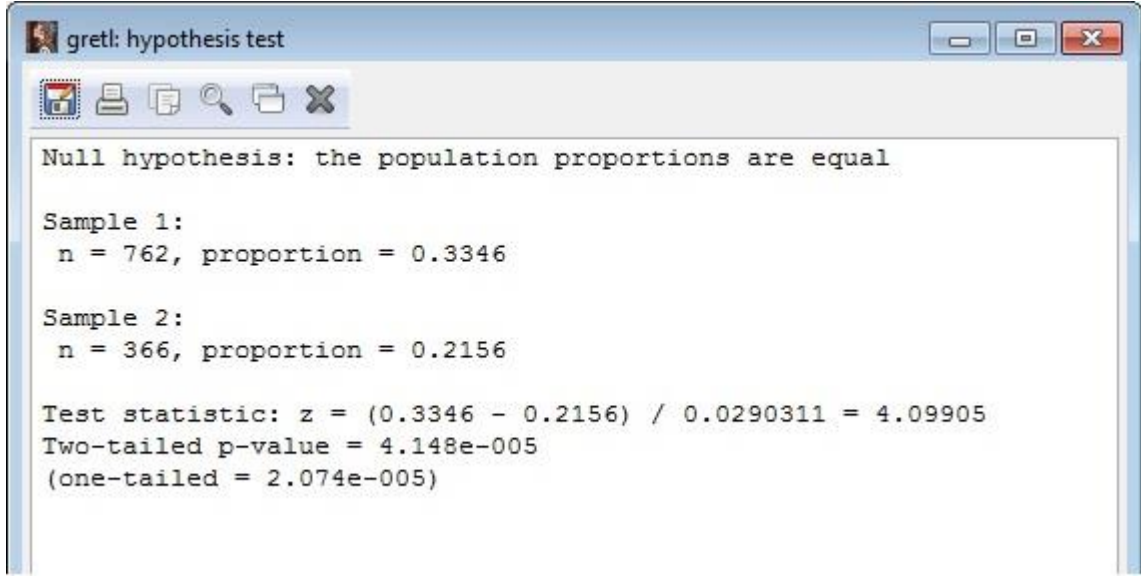 gretl: hypothesis test
Null hypothesis: the population proportions are equal
Sample 1:
n = 762, proportion = 0.3346
Sample 2:
n = 366, proportion = 0.2156
Test statistic: z = (0.3346 - 0.2156) / 0.0290311 = 4.09905
Two-tailed p-value = 4.148e-005
(one-tailed = 2.074e-005)